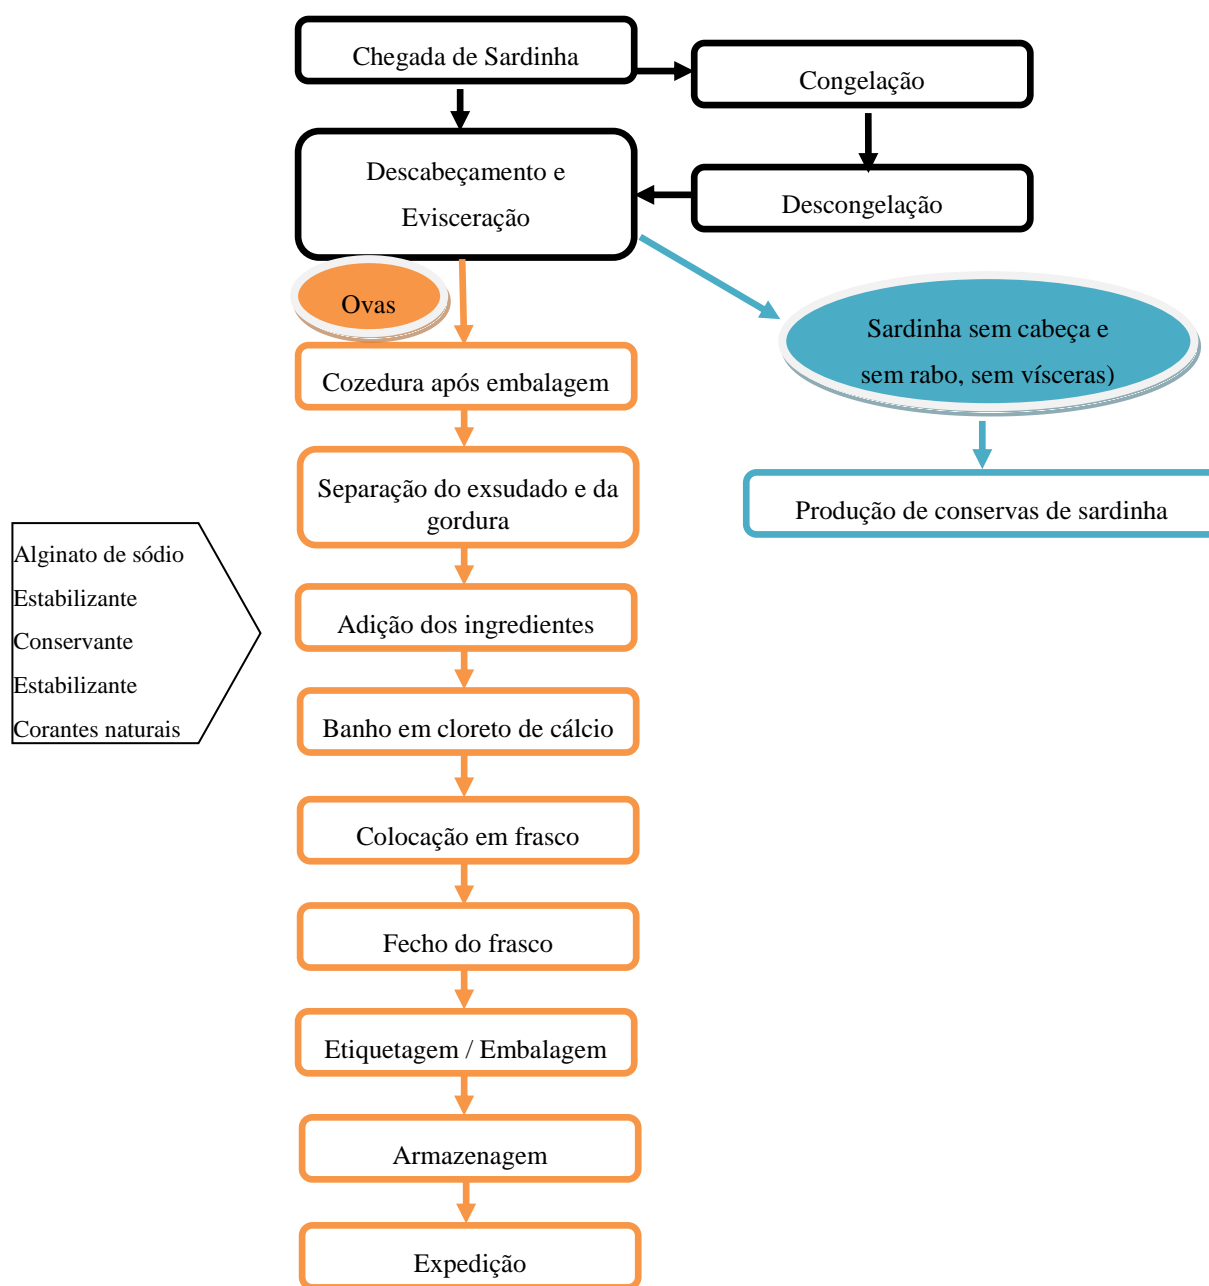 Chegada de Sardinha
Congelação
Descabeçamento e
Evisceração
Descongelação
Ovas
Sardinha sem cabeça e
sem rabo, sem vísceras)
Cozedura após embalagem
Separação do exsudado e da
gordura
Produção de conservas de sardinha
Alginato de sódio
Estabilizante
Conservante
Estabilizante
Corantes naturais
Adição dos ingredientes
Banho em cloreto de cálcio
Colocação em frasco
Fecho do frasco
Etiquetagem / Embalagem
Armazenagem
Expedição